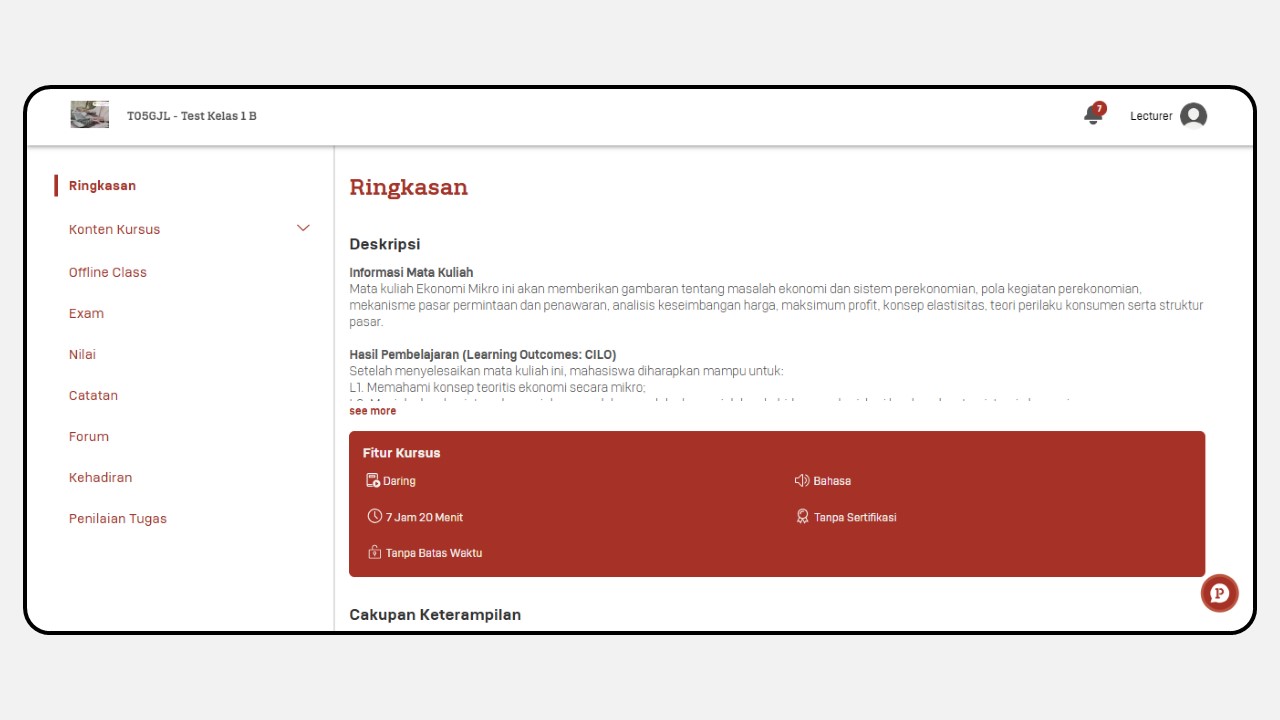 T05GJL - Test Kelas 1 B
7
Lecturer
Ringkasan
Konten Kursus
Offline Class
Exam
Nilai
Catatan
Forum
Kehadiran
Penilaian Tugas
Ringkasan
Deskripsi
Informasi Mata Kuliah
Mata kuliah Ekonomi Mikro ini akan memberikan gambaran tentang masalah ekonomi dan sistem perekonomian, pola kegiatan perekonomian,
mekanisme pasar permintaan dan penawaran, analisis keseimbangan harga, maksimum profit, konsep elastisitas, teori perilaku konsumen serta struktur
pasar.
Hasil Pembelajaran (Learning Outcomes: CILO)
Setelah menyelesaikan mata kuliah ini, mahasiswa diharapkan mampu untuk:
L1. Memahami konsep teoritis ekonomi secara mikro;
see more
Fitur Kursus
Daring
Bahasa
7 Jam 20 Menit
Tanpa Sertifikasi
Tanpa Batas Waktu
P
Cakupan Keterampilan